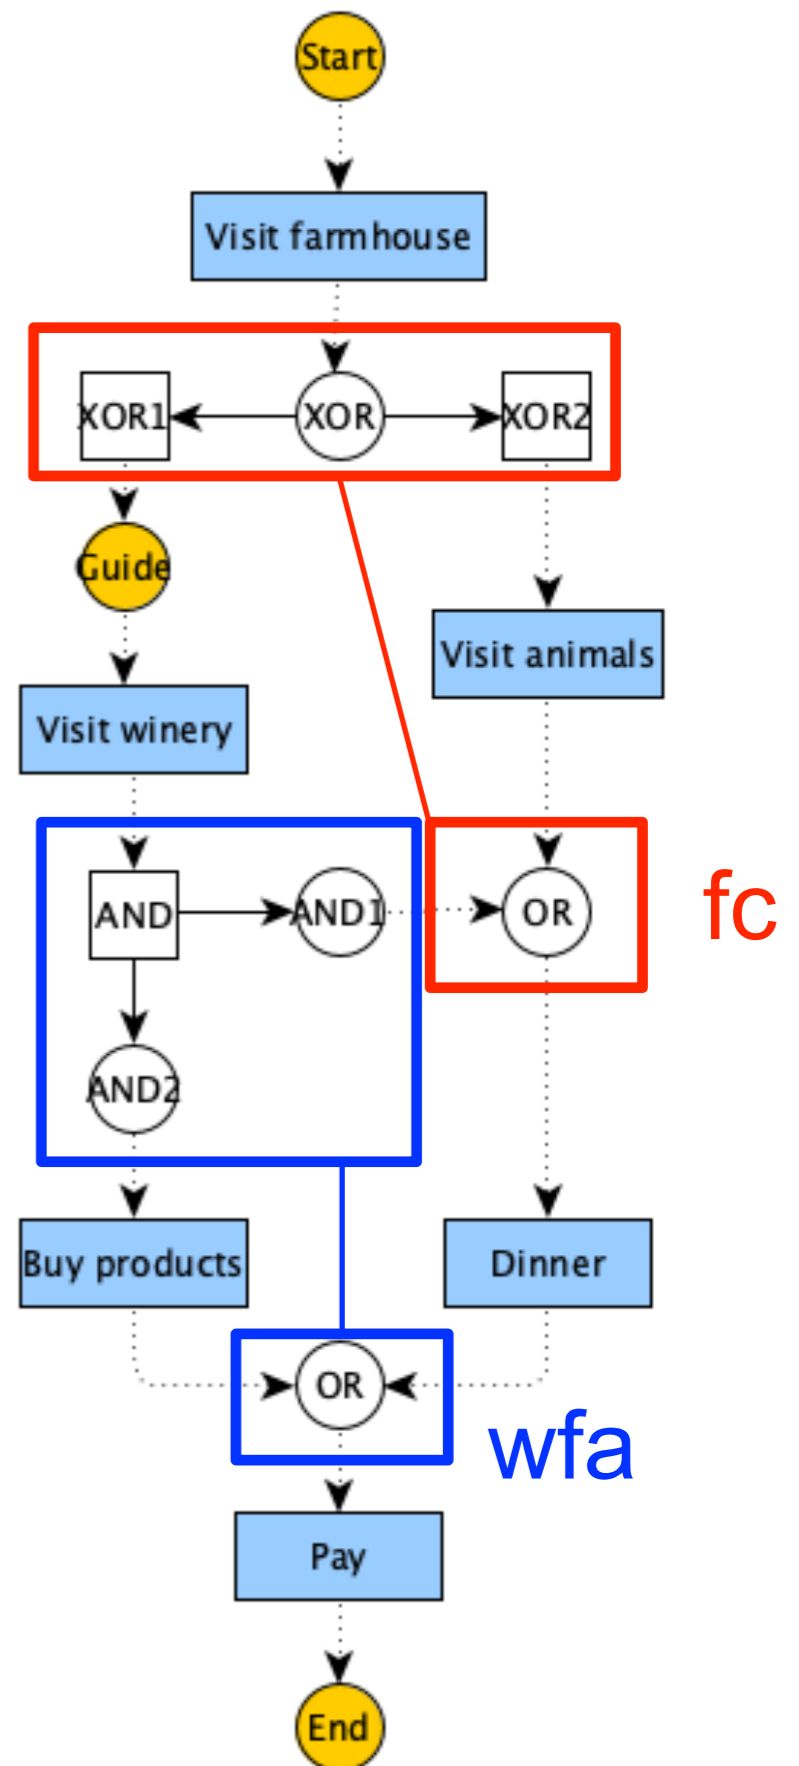 Start
Visit farmhouse
XOR1
XOR
XOR2
Guide
Visit animals
Visit winery
AND
AND1
OR
fc
AND2
Buy products
Dinner
OR
wfa
Pay
End